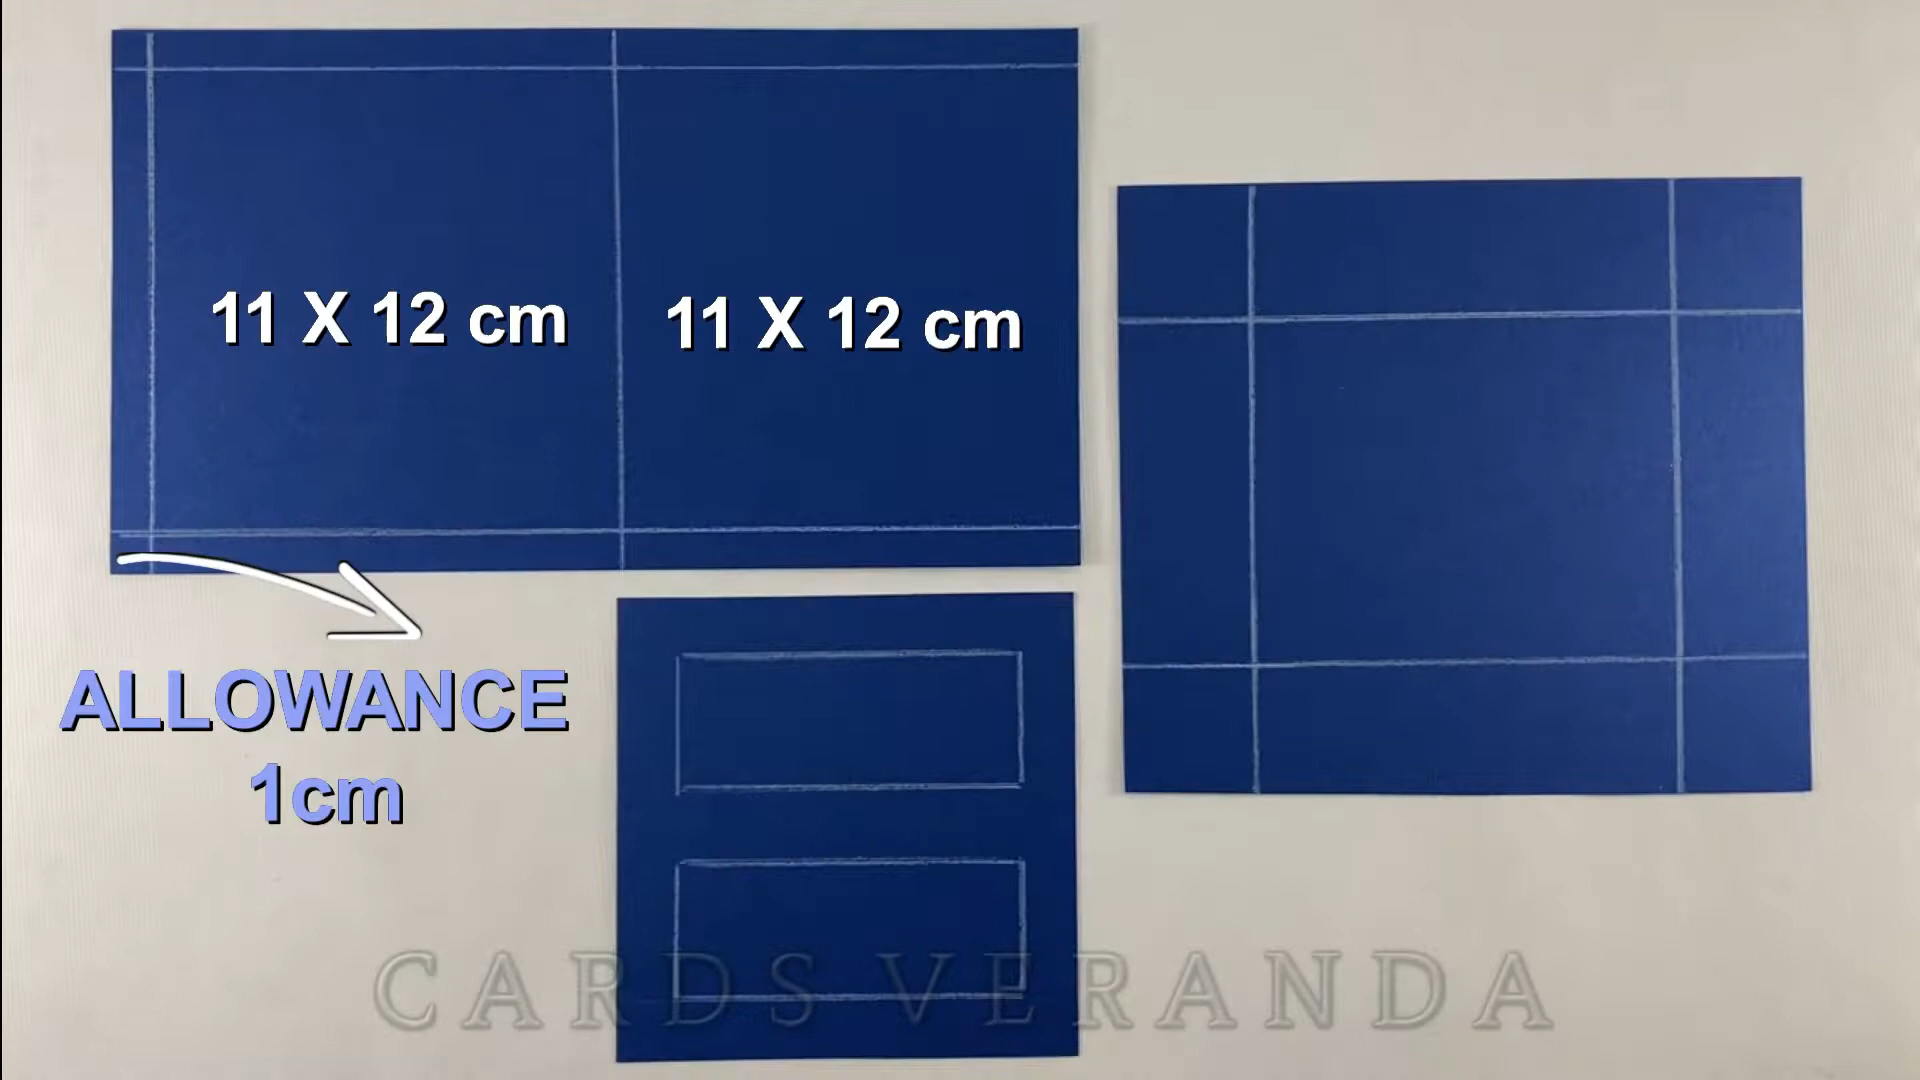 11 X 12 cm
11 X 12 cm
ALLOWANCE
1cm
CARDS VERANDA